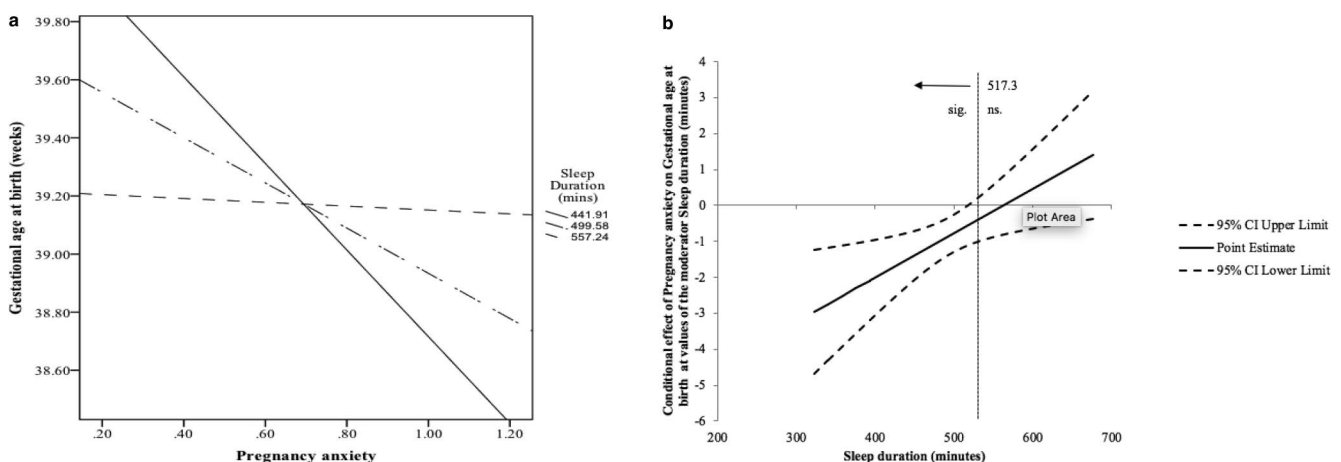 a
39.80
39.60
39.40
39.20
39.00
38.80
38.60
Gestational age at birth (weeks)
.20 .40 .60 .80 1.00 1.20
Pregnancy anxiety
Sleep
Duration
(mins)
441.91
499.58
557.24
b
Conditional effect of Pregnancy anxiety on Gestational age at
birth at values of the moderator Sleep duration (minutes)
4
3
2
1
0
-1
-2
-3
-4
-5
-6
517.3
sig. ns.
Plot Area
200 300 400 500 600 700
Sleep duration (minutes)
95% CI Upper Limit
Point Estimate
95% CI Lower Limit